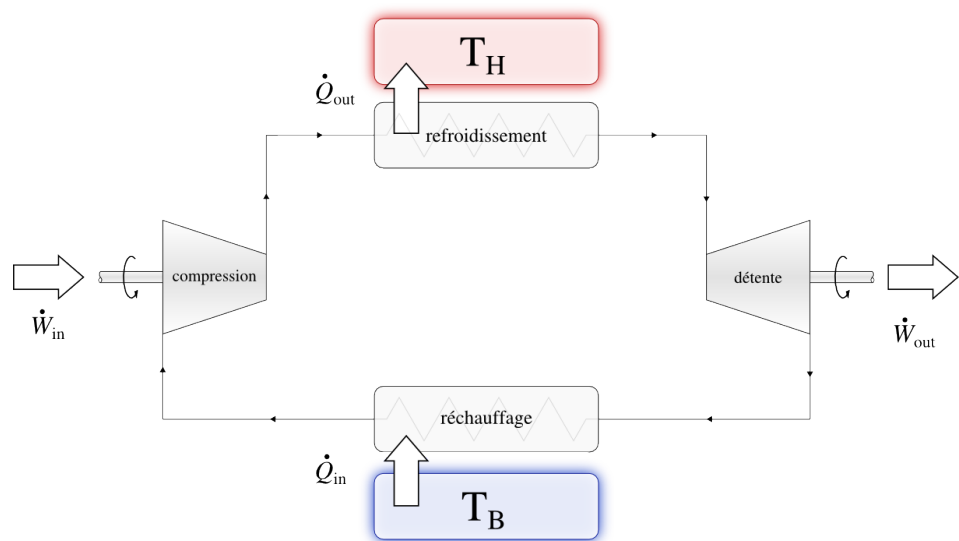 T_H
Q̇_out
refroidissement
compression
détente
Ẇ_in
Ẇ_out
réchauffage
Q̇_in
T_B